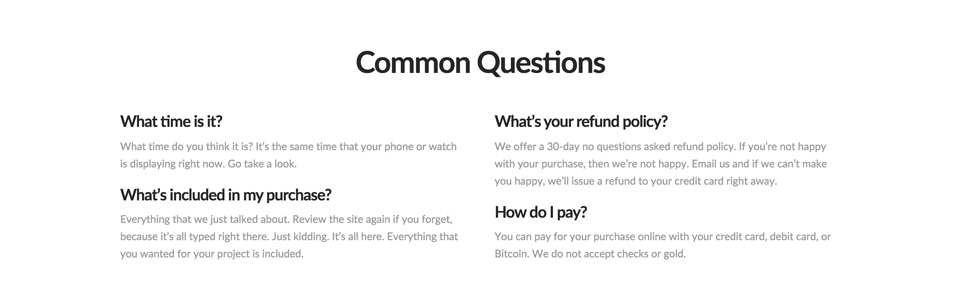 Common Questions
What time is it?
What time do you think it is? It's the same time that your phone or watch
is displaying right now. Go take a look.
What's included in my purchase?
Everything that we just talked about. Review the site again if you forget,
because it's all typed right there. Just kidding. It's all here. Everything that
you wanted for your project is included.
What's your refund policy?
We offer a 30-day no questions asked refund policy. If you're not happy
with your purchase, then we're not happy. Email us and if we can't make
you happy, we'll issue a refund to your credit card right away.
How do I pay?
You can pay for your purchase online with your credit card, debit card, or
Bitcoin. We do not accept checks or gold.